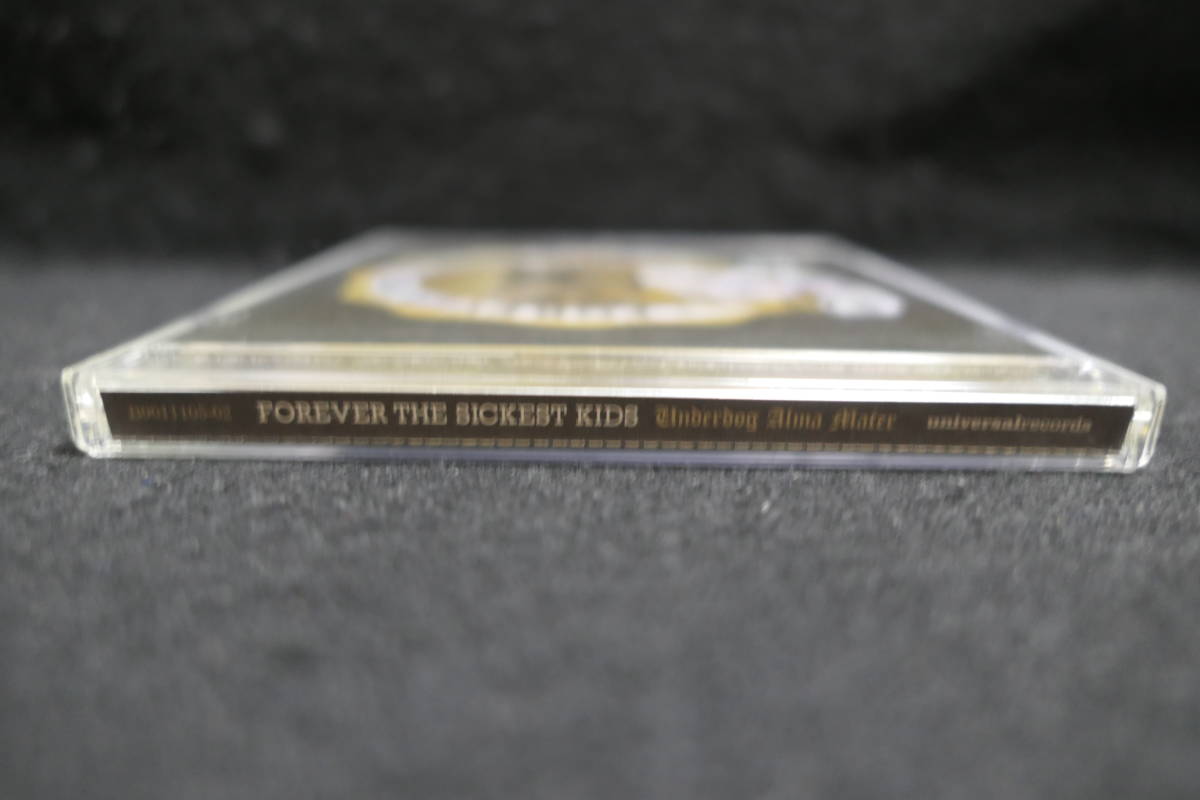 FOREVER THE SICKEST KIDS Underdog Alma Mater universalrecords